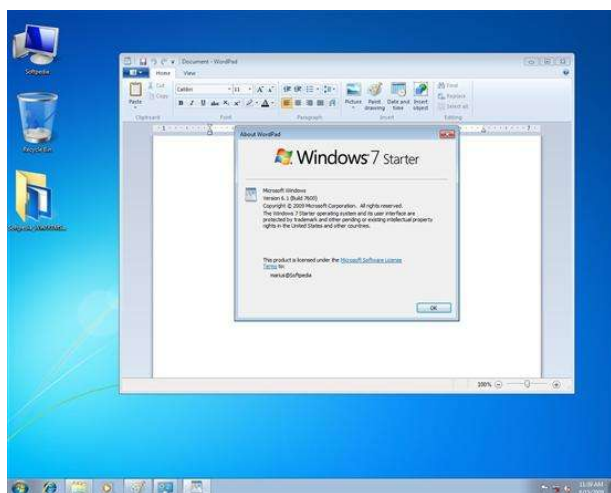 Softpedia
Recycle Bin
Document - WordPad
Home View
Cut
Copy
Paste
Calibri 11
Picture
Paint drawing
Date and time
Insert object
Find
Replace
Select all
Clipboard Font Paragraph Insert Editing
About WordPad
Windows 7 Starter
Microsoft Windows
Version 6.1 (Build 7600)
Copyright © 2009 Microsoft Corporation. All rights reserved.
The Windows 7 Starter operating system and its user interface are
protected by trademark and other pending or existing intellectual property
rights in the United States and other countries.
This product is licensed under the Microsoft Software License
Terms to:
marius@Softpedia
OK
100%
11:09 AM